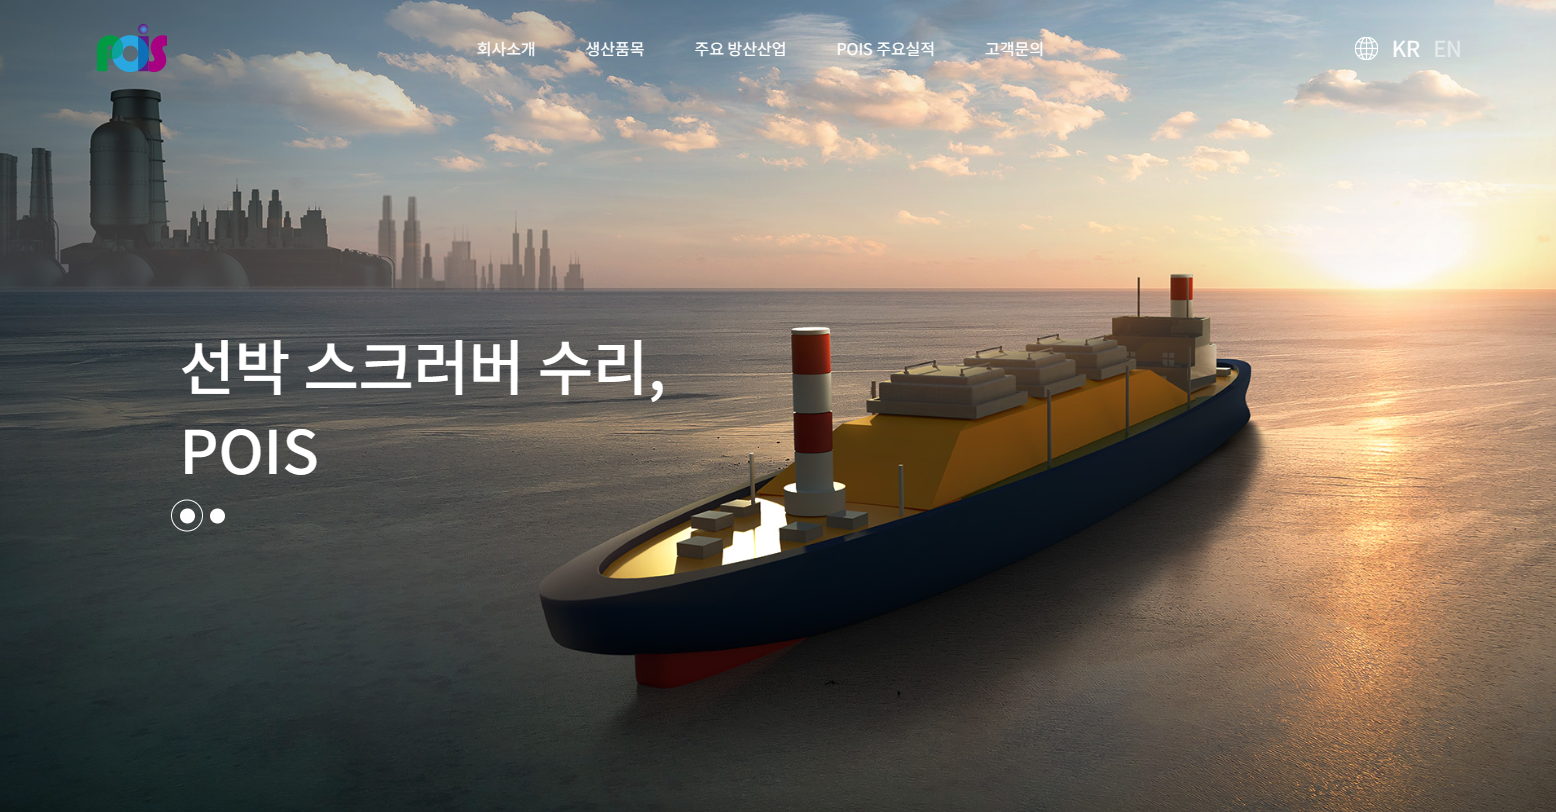 pois
회사소개
생산품목
주요 방산산업
POIS 주요실적
고객문의
KR EN
선박 스크러버 수리,
POIS